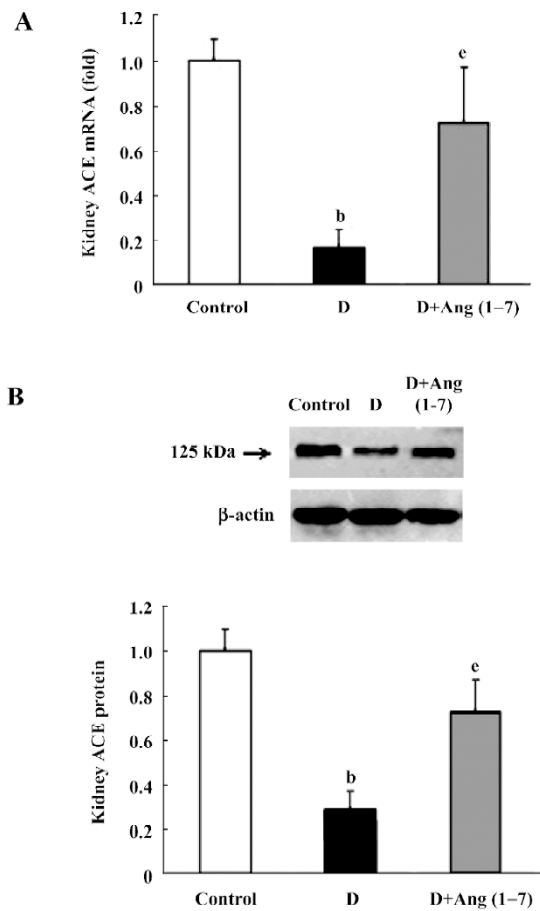 A
Kidney ACE mRNA (fold)
1.2
1.0
0.8
0.6
0.4
0.2
0
b
e
Control D D+Ang (1–7)
B
Control D D+Ang
(1-7)
125 kDa
β-actin
Kidney ACE protein
1.2
1.0
0.8
0.6
0.4
0.2
0
b
e
Control D D+Ang (1–7)